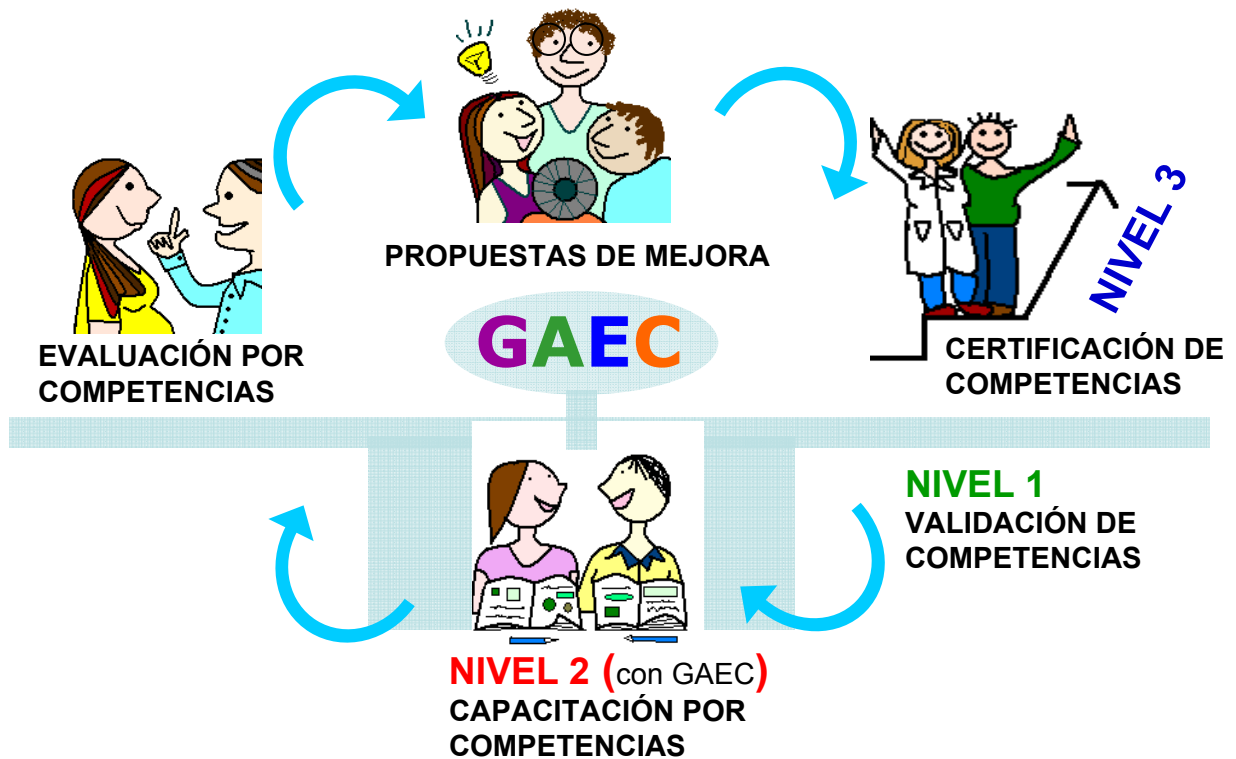 PROPUESTAS DE MEJORA
NIVEL 3
GAEC
EVALUACIÓN POR
COMPETENCIAS
CERTIFICACIÓN DE
COMPETENCIAS
NIVEL 1
VALIDACIÓN DE
COMPETENCIAS
NIVEL 2 (con GAEC)
CAPACITACIÓN POR
COMPETENCIAS